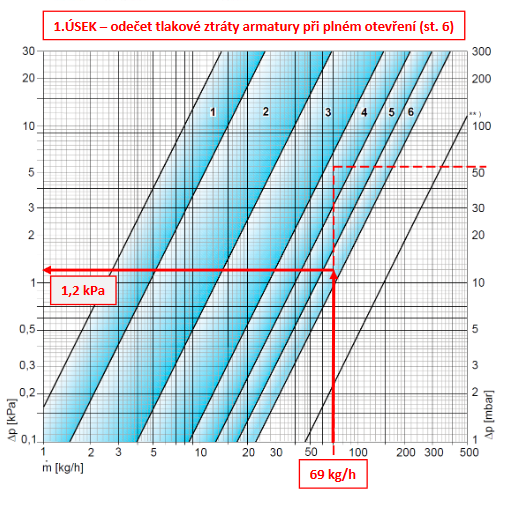 1.ÚSEK – odečet tlakové ztráty armatury při plném otevření (st. 6)
30 300
20 200
1 2 3 4 5 6 **)
10 100
5 50
3 30
2 20
1 10
1,2 kPa
0,5 5
0,3 3
0,2 2
0,1 1
Δp [kPa] Δp [mbar]
1 2 3 5 10 20 30 50 100 200 300 500
ṁ [kg/h]
69 kg/h